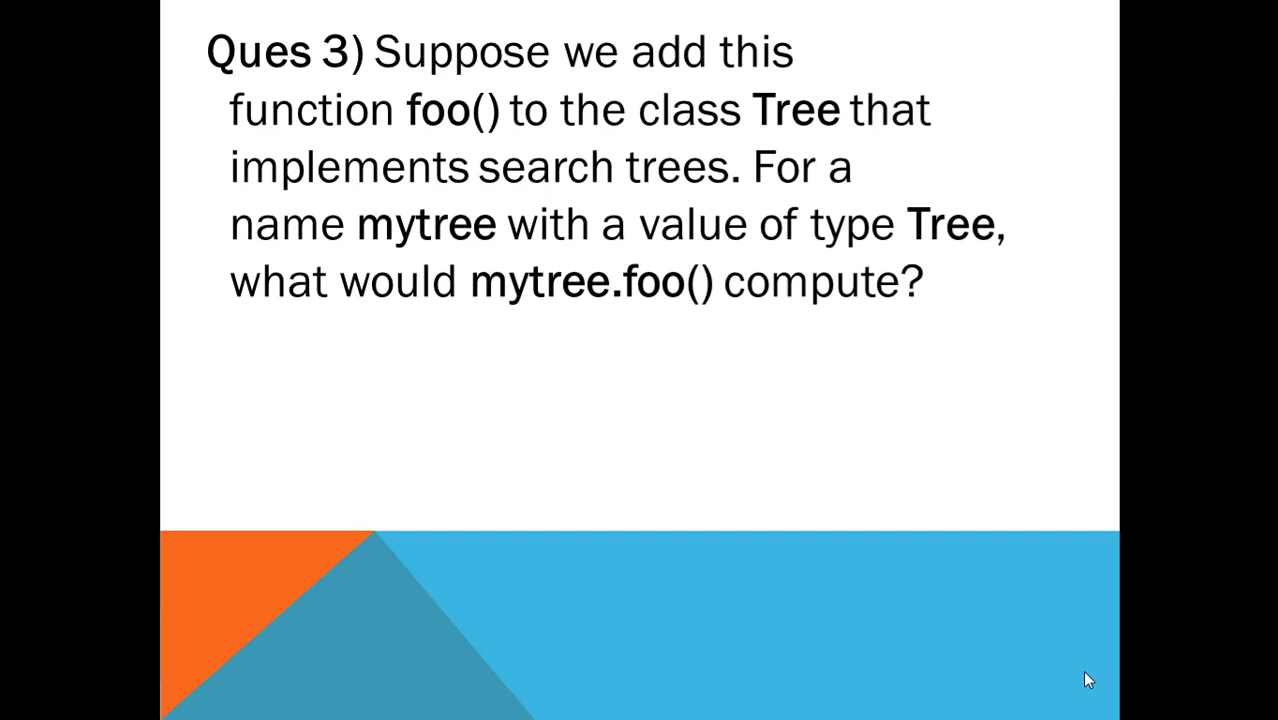 Ques 3) Suppose we add this
function foo() to the class Tree that
implements search trees. For a
name mytree with a value of type Tree,
what would mytree.foo() compute?